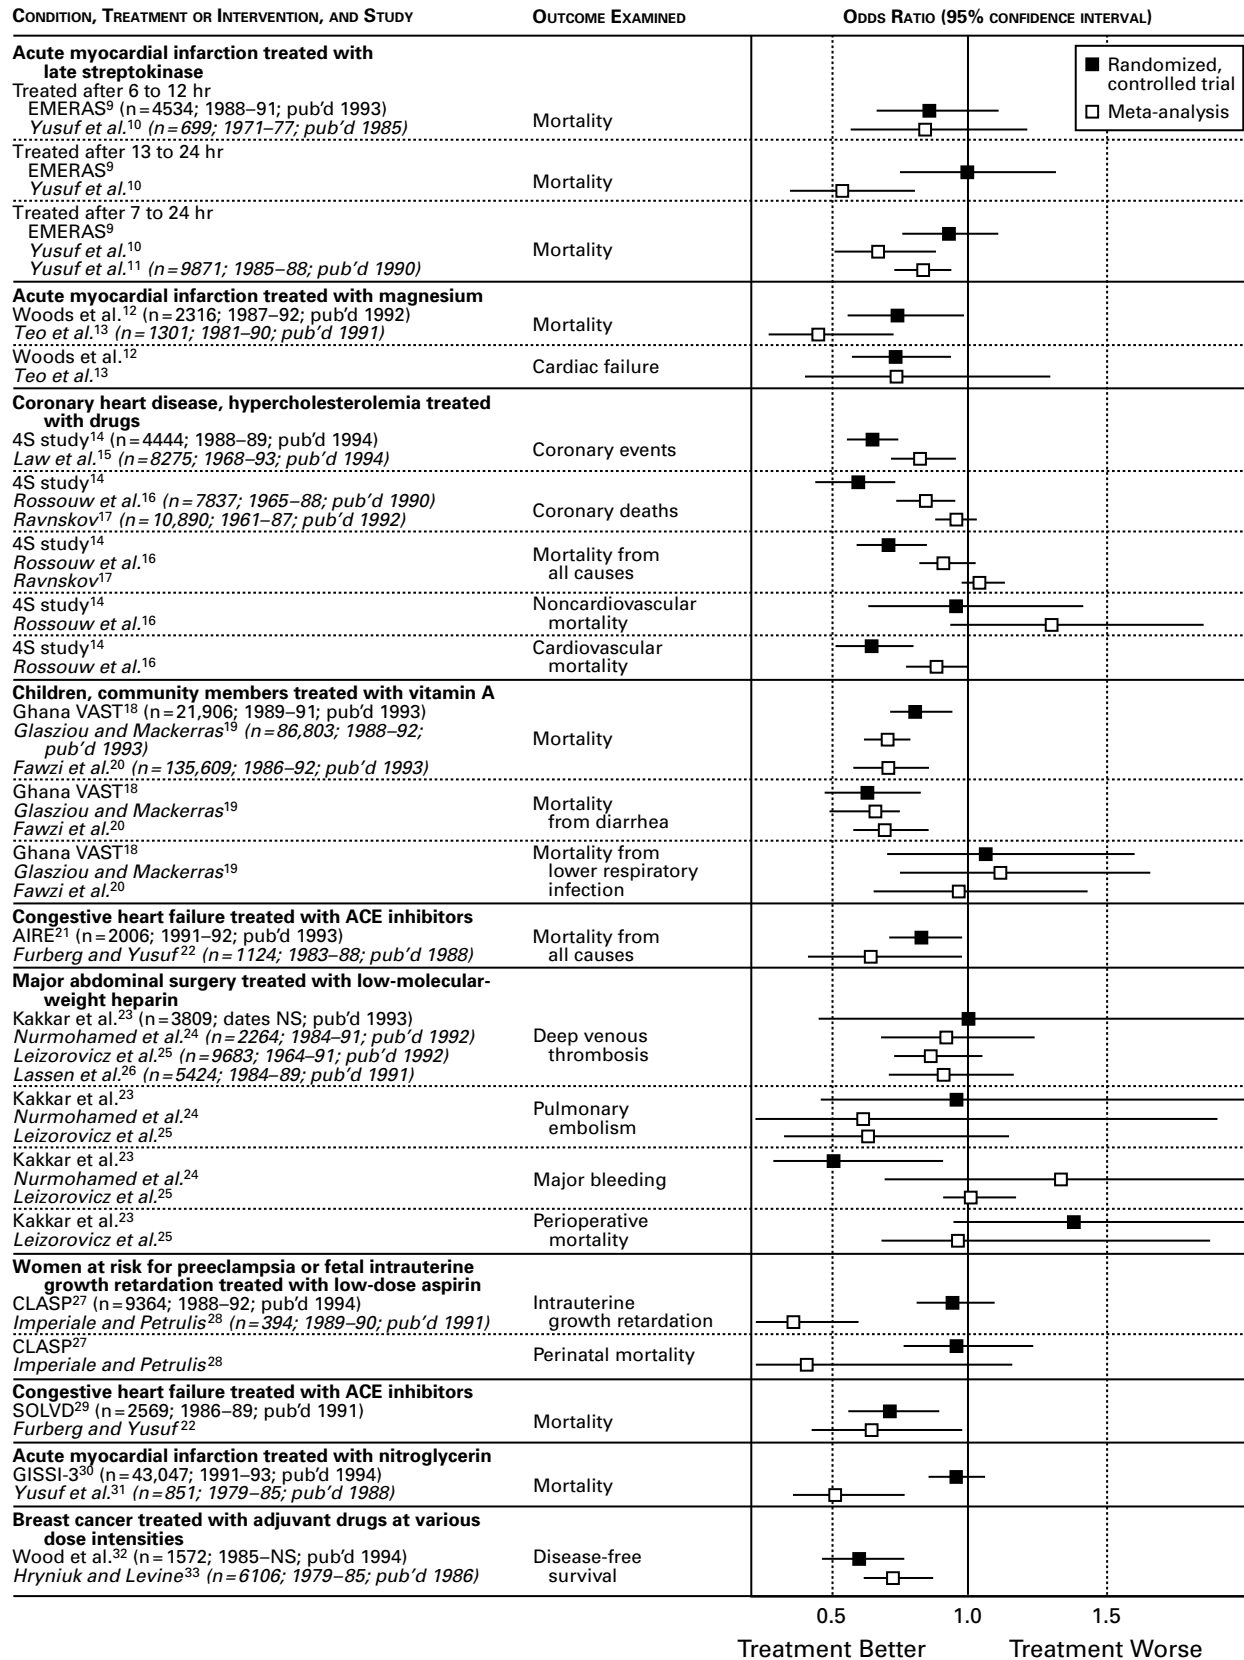 CONDITION, TREATMENT OR INTERVENTION, AND STUDY OUTCOME EXAMINED ODDS RATIO (95% CONFIDENCE INTERVAL)
Randomized,
controlled trial
Meta-analysis
Acute myocardial infarction treated with
late streptokinase
Treated after 6 to 12 hr
EMERAS9 (n=4534; 1988–91; pub’d 1993)
Yusuf et al.10 (n=699; 1971–77; pub’d 1985)
Mortality
Treated after 13 to 24 hr
EMERAS9
Yusuf et al.10
Mortality
Treated after 7 to 24 hr
EMERAS9
Yusuf et al.10
Yusuf et al.11 (n=9871; 1985–88; pub’d 1990)
Mortality
Acute myocardial infarction treated with magnesium
Woods et al.12 (n=2316; 1987–92; pub’d 1992)
Teo et al.13 (n=1301; 1981–90; pub’d 1991)
Mortality
Woods et al.12
Teo et al.13
Cardiac failure
Coronary heart disease, hypercholesterolemia treated
with drugs
4S study14 (n=4444; 1988–89; pub’d 1994)
Law et al.15 (n=8275; 1968–93; pub’d 1994)
Coronary events
4S study14
Rossouw et al.16 (n=7837; 1965–88; pub’d 1990)
Ravnskov17 (n=10,890; 1961–87; pub’d 1992)
Coronary deaths
4S study14
Rossouw et al.16
Ravnskov17
Mortality from
all causes
4S study14
Rossouw et al.16
Noncardiovascular
mortality
4S study14
Rossouw et al.16
Cardiovascular
mortality
Children, community members treated with vitamin A
Ghana VAST18 (n=21,906; 1989–91; pub’d 1993)
Glasziou and Mackerras19 (n=86,803; 1988–92;
pub’d 1993)
Fawzi et al.20 (n=135,609; 1986–92; pub’d 1993)
Mortality
Ghana VAST18
Glasziou and Mackerras19
Fawzi et al.20
Mortality
from diarrhea
Ghana VAST18
Glasziou and Mackerras19
Fawzi et al.20
Mortality from
lower respiratory
infection
Congestive heart failure treated with ACE inhibitors
AIRE21 (n=2006; 1991–92; pub’d 1993)
Furberg and Yusuf22 (n=1124; 1983–88; pub’d 1988)
Mortality from
all causes
Major abdominal surgery treated with low-molecular-
weight heparin
Kakkar et al.23 (n=3809; dates NS; pub’d 1993)
Nurmohamed et al.24 (n=2264; 1984–91; pub’d 1992)
Leizorovicz et al.25 (n=9683; 1964–91; pub’d 1992)
Lassen et al.26 (n=5424; 1984–89; pub’d 1991)
Deep venous
thrombosis
Kakkar et al.23
Nurmohamed et al.24
Leizorovicz et al.25
Pulmonary
embolism
Kakkar et al.23
Nurmohamed et al.24
Leizorovicz et al.25
Major bleeding
Kakkar et al.23
Leizorovicz et al.25
Perioperative
mortality
Women at risk for preeclampsia or fetal intrauterine
growth retardation treated with low-dose aspirin
CLASP27 (n=9364; 1988–92; pub’d 1994)
Imperiale and Petrulis28 (n=394; 1989–90; pub’d 1991)
Intrauterine
growth retardation
CLASP27
Imperiale and Petrulis28
Perinatal mortality
Congestive heart failure treated with ACE inhibitors
SOLVD29 (n=2569; 1986–89; pub’d 1991)
Furberg and Yusuf22
Mortality
Acute myocardial infarction treated with nitroglycerin
GISSI-330 (n=43,047; 1991–93; pub’d 1994)
Yusuf et al.31 (n=851; 1979–85; pub’d 1988)
Mortality
Breast cancer treated with adjuvant drugs at various
dose intensities
Wood et al.32 (n=1572; 1985–NS; pub’d 1994)
Hryniuk and Levine33 (n=6106; 1979–85; pub’d 1986)
Disease-free
survival
0.5 1.0 1.5
Treatment Better Treatment Worse